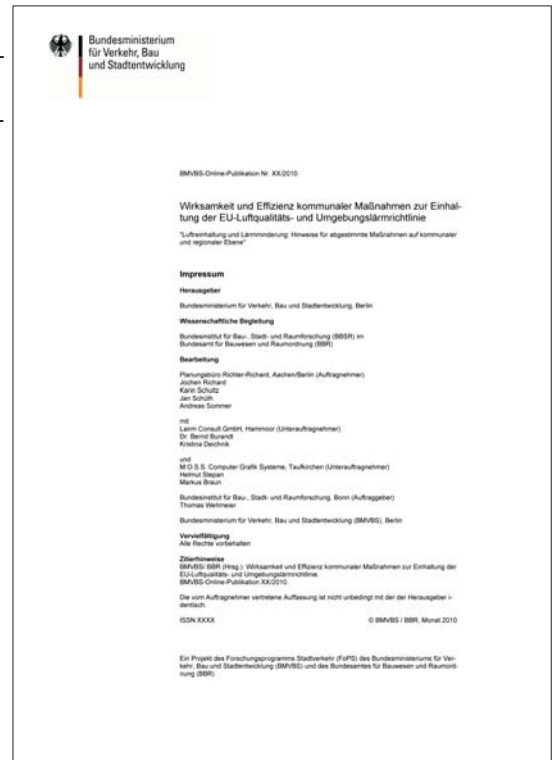 Bundesministerium
für Verkehr, Bau
und Stadtentwicklung
BMVBS-Online-Publikation Nr. XX/2010
Wirksamkeit und Effizienz kommunaler Maßnahmen zur Einhal-
tung der EU-Luftqualitäts- und Umgebungslärmrichtlinie
"Luftreinhaltung und Lärmminderung: Hinweise für abgestimmte Maßnahmen auf kommunaler
und regionaler Ebene"
Impressum
Herausgeber
Bundesministerium für Verkehr, Bau und Stadtentwicklung, Berlin
Wissenschaftliche Begleitung
Bundesinstitut für Bau-, Stadt- und Raumforschung (BBSR) im
Bundesamt für Bauwesen und Raumordnung (BBR)
Bearbeitung
Planungsbüro Richter-Richard, Aachen/Berlin (Auftragnehmer)
Jochen Richard
Karin Schultz
Jan Schüth
Andreas Sommer
mit
Lairm Consult GmbH, Hammoor (Unterauftragnehmer)
Dr. Bernd Burandt
Kristina Deichnik
und
M.O.S.S. Computer Grafik Systeme, Taufkirchen (Unterauftragnehmer)
Helmut Stepan
Markus Braun
Bundesinstitut für Bau-, Stadt- und Raumforschung, Bonn (Auftraggeber)
Thomas Wehmeier
Bundesministerium für Verkehr, Bau und Stadtentwicklung (BMVBS), Berlin
Vervielfältigung
Alle Rechte vorbehalten
Zitierhinweise
BMVBS/ BBR (Hrsg.): Wirksamkeit und Effizienz kommunaler Maßnahmen zur Einhaltung der
EU-Luftqualitäts- und Umgebungslärmrichtlinie.
BMVBS-Online-Publikation XX/2010.
Die vom Auftragnehmer vertretene Auffassung ist nicht unbedingt mit der der Herausgeber i-
dentisch.
ISSN XXXX © BMVBS / BBR, Monat 2010
Ein Projekt des Forschungsprogramms Stadtverkehr (FoPS) des Bundesministeriums für Ver-
kehr, Bau und Stadtentwicklung (BMVBS) und des Bundesamtes für Bauwesen und Raumord-
nung (BBR)